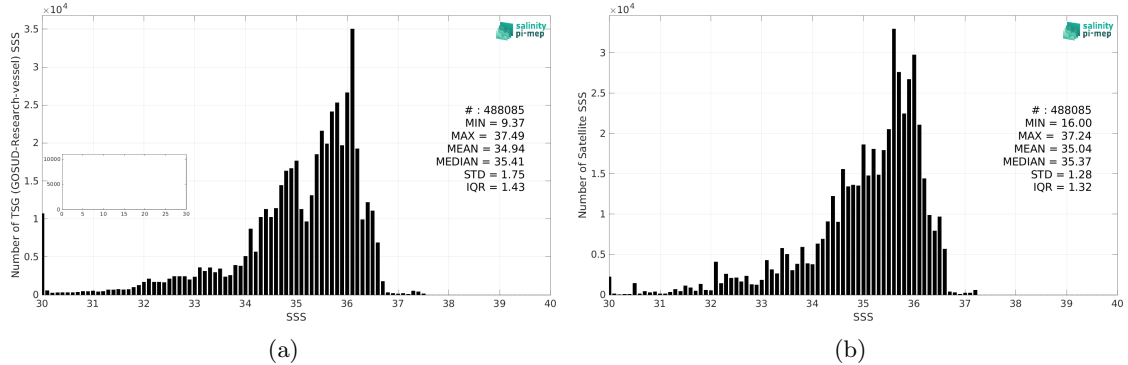 ×10⁴
3.5
3
2.5
2
1.5
1
0.5
0
Number of TSG (GOSUD-Research-vessel) SSS
salinity
pi-mep
# : 488085
MIN = 9.37
MAX = 37.49
MEAN = 34.94
MEDIAN = 35.41
STD = 1.75
IQR = 1.43
10000
5000
0
0 5 10 15 20 25 30
30 31 32 33 34 35 36 37 38 39 40
SSS
(a)
×10⁴
3
2.5
2
1.5
1
0.5
0
Number of Satellite SSS
salinity
pi-mep
# : 488085
MIN = 16.00
MAX = 37.24
MEAN = 35.04
MEDIAN = 35.37
STD = 1.28
IQR = 1.32
30 31 32 33 34 35 36 37 38 39 40
SSS
(b)